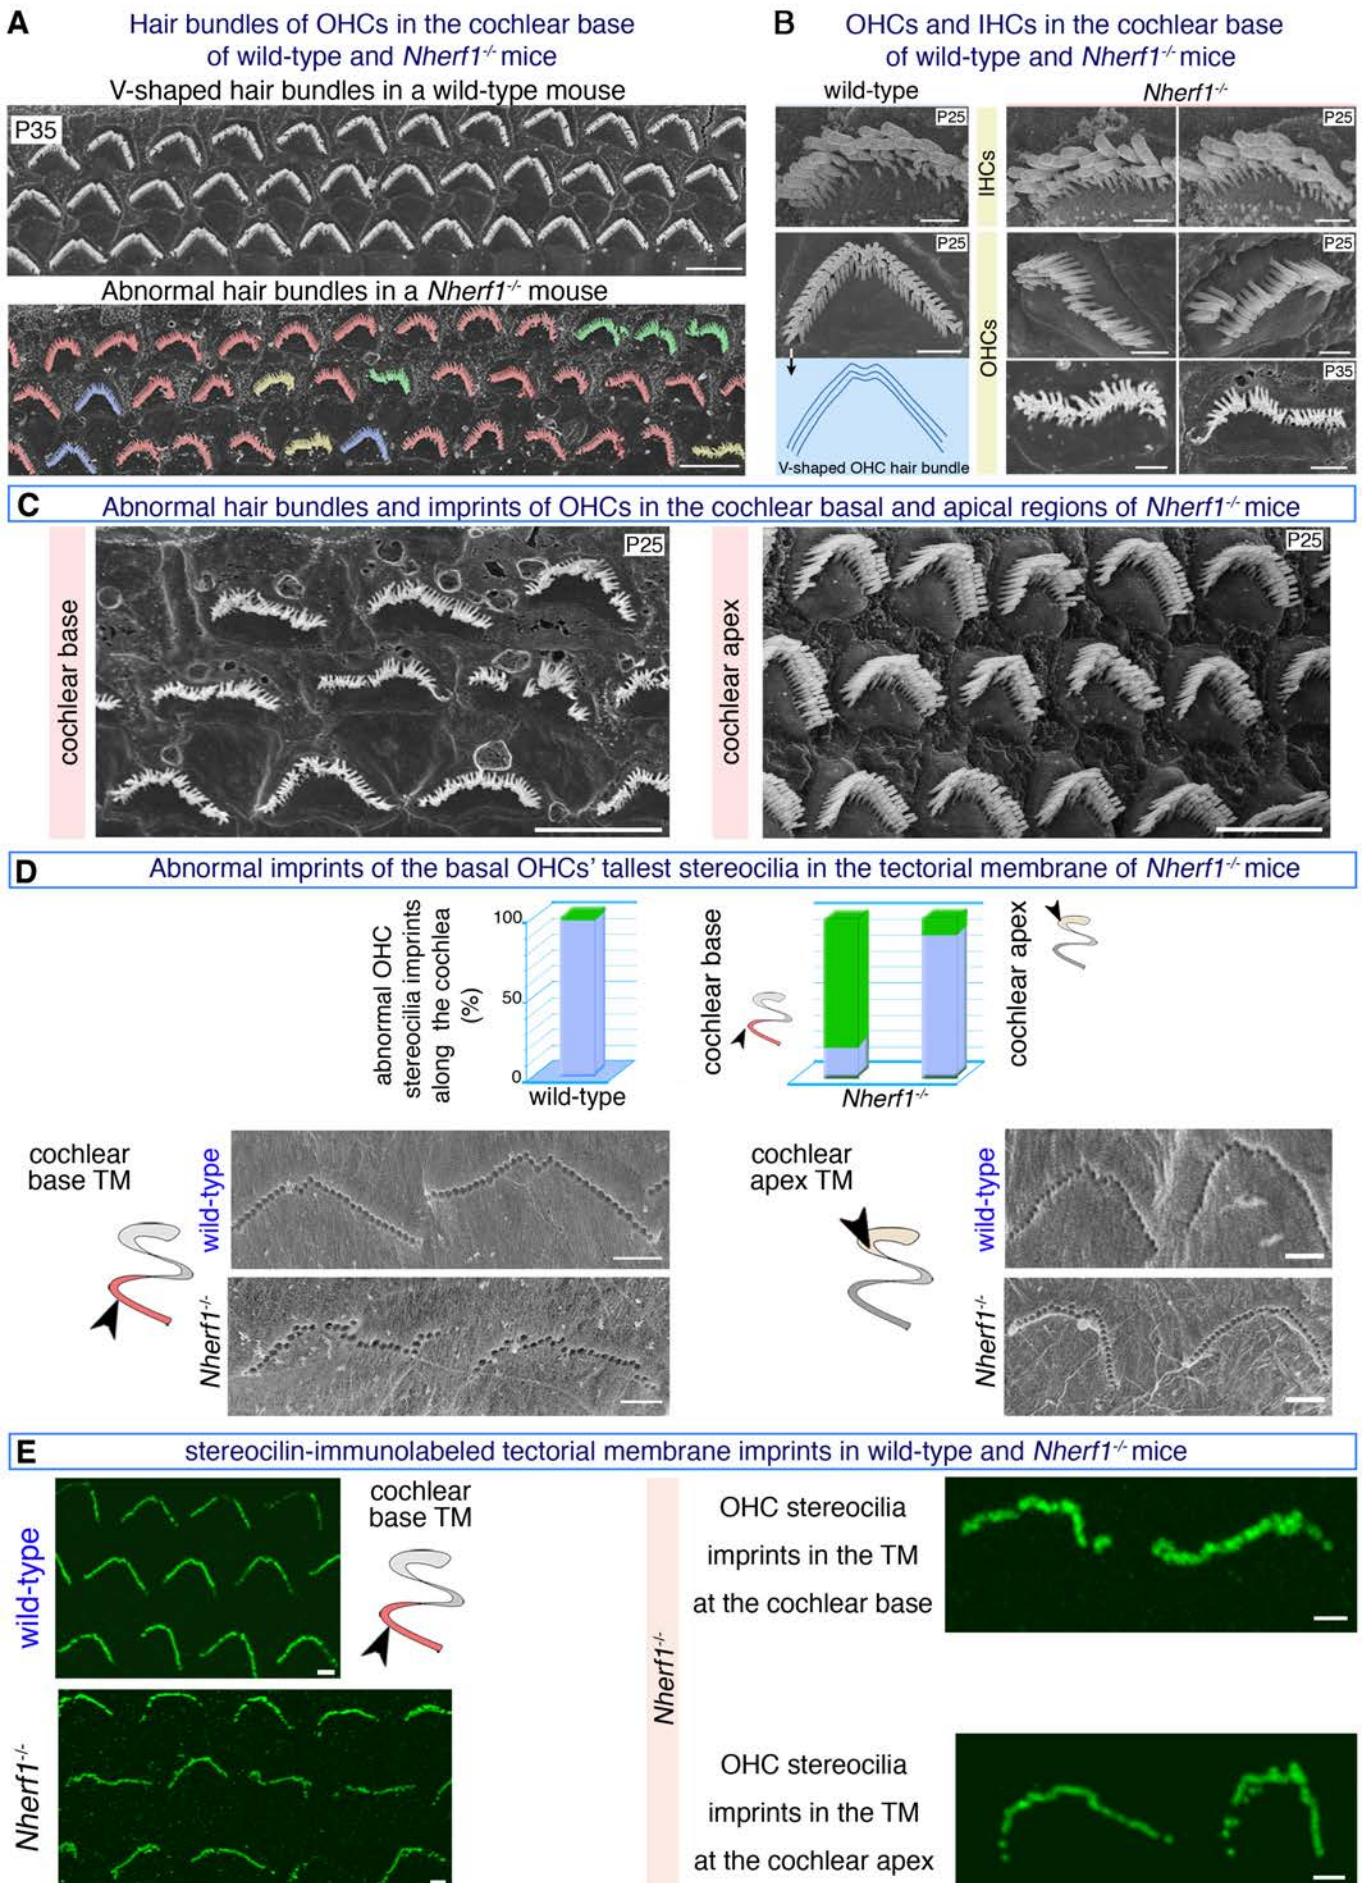 A
Hair bundles of OHCs in the cochlear base
of wild-type and Nherf1-/- mice
V-shaped hair bundles in a wild-type mouse
P35
Abnormal hair bundles in a Nherf1-/- mouse
B
OHCs and IHCs in the cochlear base
of wild-type and Nherf1-/- mice
wild-type
Nherf1-/-
P25
IHCs
P25
P25
OHCs
P25
P35
V-shaped OHC hair bundle
C
Abnormal hair bundles and imprints of OHCs in the cochlear basal and apical regions of Nherf1-/- mice
cochlear base
P25
cochlear apex
P25
D
Abnormal imprints of the basal OHCs' tallest stereocilia in the tectorial membrane of Nherf1-/- mice
abnormal OHC
stereocilia imprints
along the cochlea
(%)
100
50
0
wild-type
cochlear base
Nherf1-/-
cochlear apex
cochlear
base TM
wild-type
Nherf1-/-
cochlear
apex TM
wild-type
Nherf1-/-
E
stereocilin-immunolabeled tectorial membrane imprints in wild-type and Nherf1-/- mice
wild-type
cochlear
base TM
Nherf1-/-
Nherf1-/-
OHC stereocilia
imprints in the TM
at the cochlear base
OHC stereocilia
imprints in the TM
at the cochlear apex